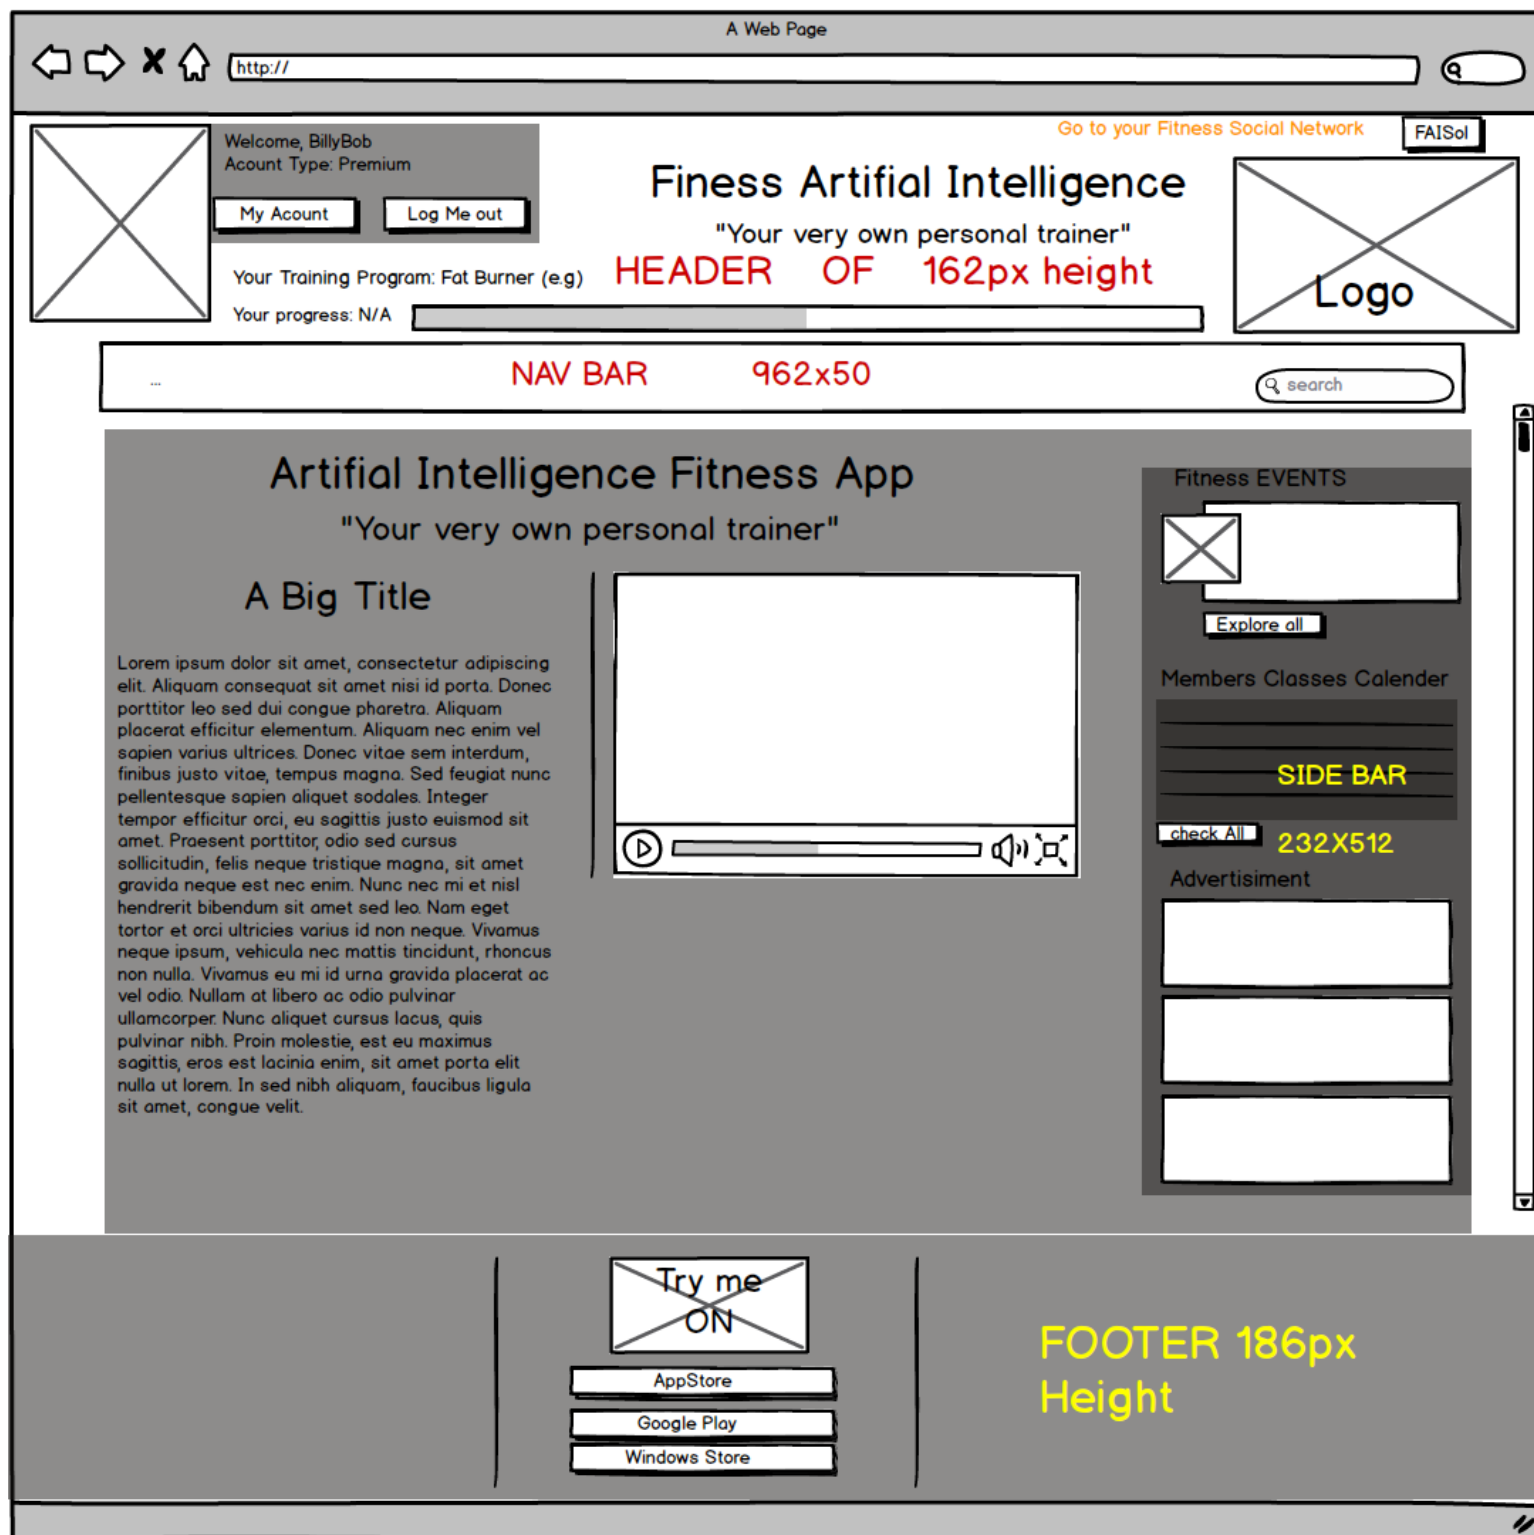 A Web Page
http://
Welcome, BillyBob
Acount Type: Premium
My Acount
Log Me out
Go to your Fitness Social Network
FAISol
Finess Artifial Intelligence
"Your very own personal trainer"
HEADER OF 162px height
Logo
Your Training Program: Fat Burner (e.g)
Your progress: N/A
...
NAV BAR 962x50
search
Artifial Intelligence Fitness App
"Your very own personal trainer"
A Big Title
Lorem ipsum dolor sit amet, consectetur adipiscing
elit. Aliquam consequat sit amet nisi id porta. Donec
porttitor leo sed dui congue pharetra. Aliquam
placerat efficitur elementum. Aliquam nec enim vel
sapien varius ultrices. Donec vitae sem interdum,
finibus justo vitae, tempus magna. Sed feugiat nunc
pellentesque sapien aliquet sodales. Integer
tempor efficitur orci, eu sagittis justo euismod sit
amet. Praesent porttitor, odio sed cursus
sollicitudin, felis neque tristique magna, sit amet
gravida neque est nec enim. Nunc nec mi et nisl
hendrerit bibendum sit amet sed leo. Nam eget
tortor et orci ultricies varius id non neque. Vivamus
neque ipsum, vehicula nec mattis tincidunt, rhoncus
non nulla. Vivamus eu mi id urna gravida placerat ac
vel odio. Nullam at libero ac odio pulvinar
ullamcorper. Nunc aliquet cursus lacus, quis
pulvinar nibh. Proin molestie, est eu maximus
sagittis, eros est lacinia enim, sit amet porta elit
nulla ut lorem. In sed nibh aliquam, faucibus ligula
sit amet, congue velit.
Fitness EVENTS
Explore all
Members Classes Calender
SIDE BAR
check All
232X512
Advertisiment
Try me
ON
AppStore
Google Play
Windows Store
FOOTER 186px
Height